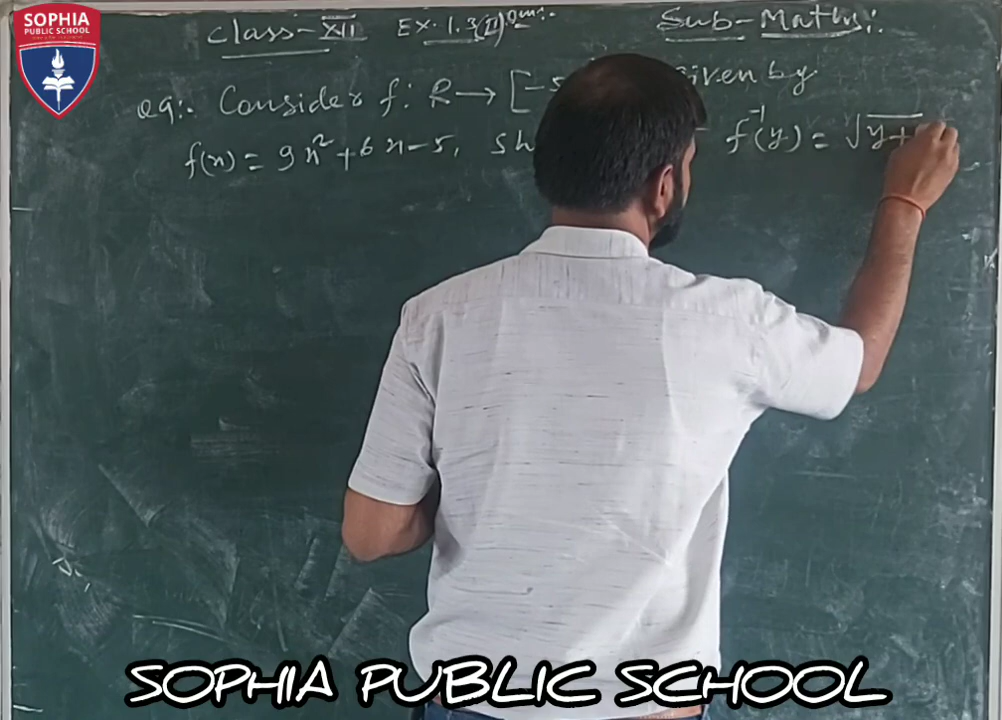 SOPHIA
PUBLIC SCHOOL
Class-XII Ex. 1.3(II) Sub-Maths:
Consider f: R → [-5 given by
f(x) = 9x²+6x-5, sh f⁻¹(y) = √y+
SOPHIA PUBLIC SCHOOL